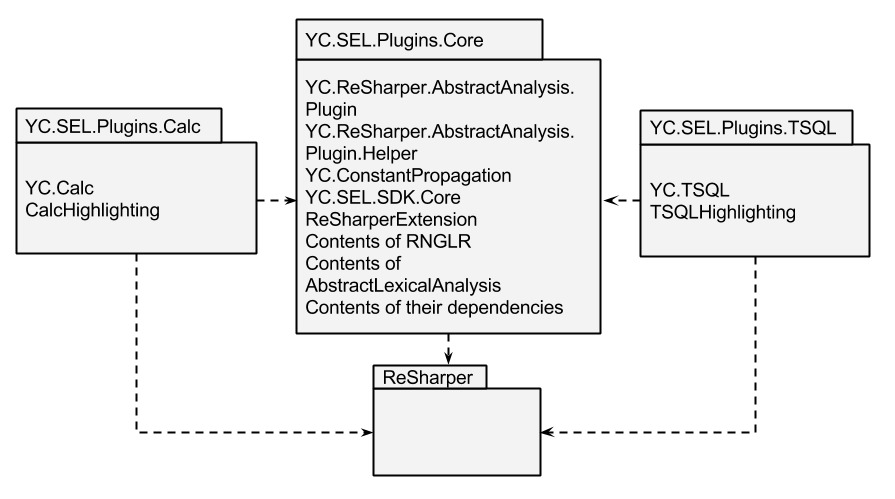 YC.SEL.Plugins.Core
YC.ReSharper.AbstractAnalysis.
Plugin
YC.ReSharper.AbstractAnalysis.
Plugin.Helper
YC.ConstantPropagation
YC.SEL.SDK.Core
ReSharperExtension
Contents of RNGLR
Contents of
AbstractLexicalAnalysis
Contents of their dependencies
YC.SEL.Plugins.Calc
YC.Calc
CalcHighlighting
YC.SEL.Plugins.TSQL
YC.TSQL
TSQLHighlighting
ReSharper